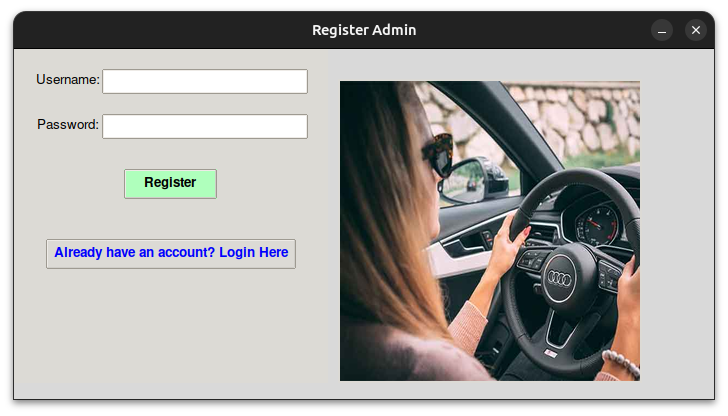 Register Admin
Username:
Password:
Register
Already have an account? Login Here